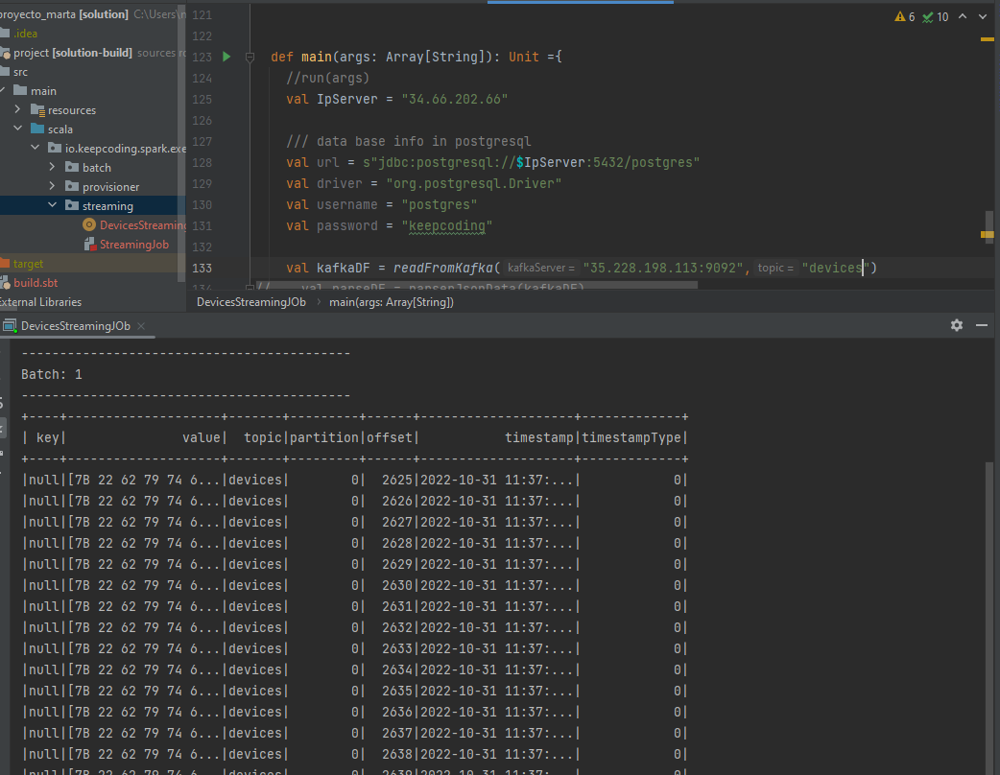 proyecto_marta [solution] C:\Users\
.idea
project [solution-build] sources
src
main
resources
scala
io.keepcoding.spark.exe
batch
provisioner
streaming
DevicesStreaming
StreamingJob
target
build.sbt
External Libraries
6 10
121
122
123 def main(args: Array[String]): Unit ={
124 //run(args)
125 val IpServer = "34.66.202.66"
126
127 /// data base info in postgresql
128 val url = s"jdbc:postgresql://$IpServer:5432/postgres"
129 val driver = "org.postgresql.Driver"
130 val username = "postgres"
131 val password = "keepcoding"
132
133 val kafkaDF = readFromKafka( kafkaServer = "35.228.198.113:9092", topic = "devices")
134 // val parseDF = parserJsonData(kafkaDF)
DevicesStreamingJOb > main(args: Array[String])
DevicesStreamingJOb ×
-------------------------------------------
Batch: 1
-------------------------------------------
+----+--------------------+-------+---------+------+--------------------+-------------+
| key|               value|  topic|partition|offset|           timestamp|timestampType|
+----+--------------------+-------+---------+------+--------------------+-------------+
|null|[7B 22 62 79 74 6...|devices|        0|  2625|2022-10-31 11:37:...|            0|
|null|[7B 22 62 79 74 6...|devices|        0|  2626|2022-10-31 11:37:...|            0|
|null|[7B 22 62 79 74 6...|devices|        0|  2627|2022-10-31 11:37:...|            0|
|null|[7B 22 62 79 74 6...|devices|        0|  2628|2022-10-31 11:37:...|            0|
|null|[7B 22 62 79 74 6...|devices|        0|  2629|2022-10-31 11:37:...|            0|
|null|[7B 22 62 79 74 6...|devices|        0|  2630|2022-10-31 11:37:...|            0|
|null|[7B 22 62 79 74 6...|devices|        0|  2631|2022-10-31 11:37:...|            0|
|null|[7B 22 62 79 74 6...|devices|        0|  2632|2022-10-31 11:37:...|            0|
|null|[7B 22 62 79 74 6...|devices|        0|  2633|2022-10-31 11:37:...|            0|
|null|[7B 22 62 79 74 6...|devices|        0|  2634|2022-10-31 11:37:...|            0|
|null|[7B 22 62 79 74 6...|devices|        0|  2635|2022-10-31 11:37:...|            0|
|null|[7B 22 62 79 74 6...|devices|        0|  2636|2022-10-31 11:37:...|            0|
|null|[7B 22 62 79 74 6...|devices|        0|  2637|2022-10-31 11:37:...|            0|
|null|[7B 22 62 79 74 6...|devices|        0|  2638|2022-10-31 11:37:...|            0|
|null|[7B 22 62 79 74 6...|devices|        0|  2639|2022-10-31 11:37:...|            0|